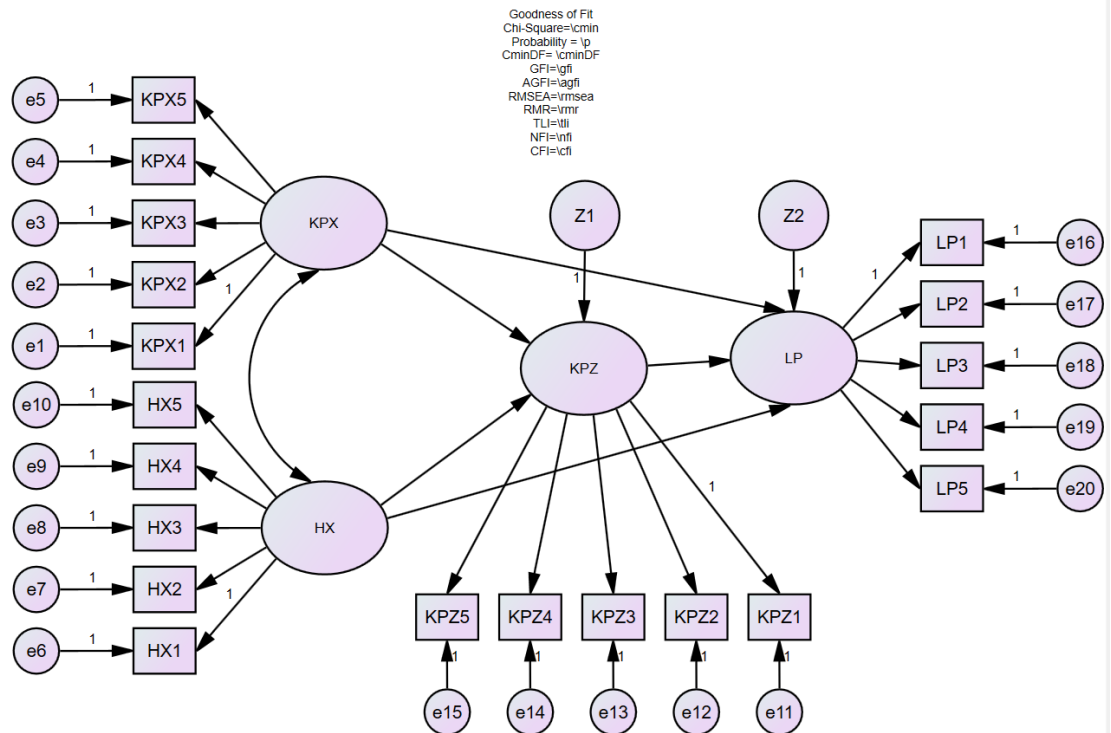 Goodness of Fit
Chi-Square=\cmin
Probability = \p
CminDF= \cminDF
GFI=\gfi
AGFI=\agfi
RMSEA=\rmsea
RMR=\rmr
TLI=\tli
NFI=\nfi
CFI=\cfi
e5 1 KPX5
e4 1 KPX4
e3 1 KPX3
e2 1 KPX2
e1 1 KPX1
1
KPX
e10 1 HX5
e9 1 HX4
e8 1 HX3
e7 1 HX2
e6 1 HX1
1
HX
Z1
1
Z2
1
KPZ
LP
1
LP1 1 e16
LP2 1 e17
LP3 1 e18
LP4 1 e19
LP5 1 e20
1
KPZ5 KPZ4 KPZ3 KPZ2 KPZ1
1 1 1 1 1
e15 e14 e13 e12 e11